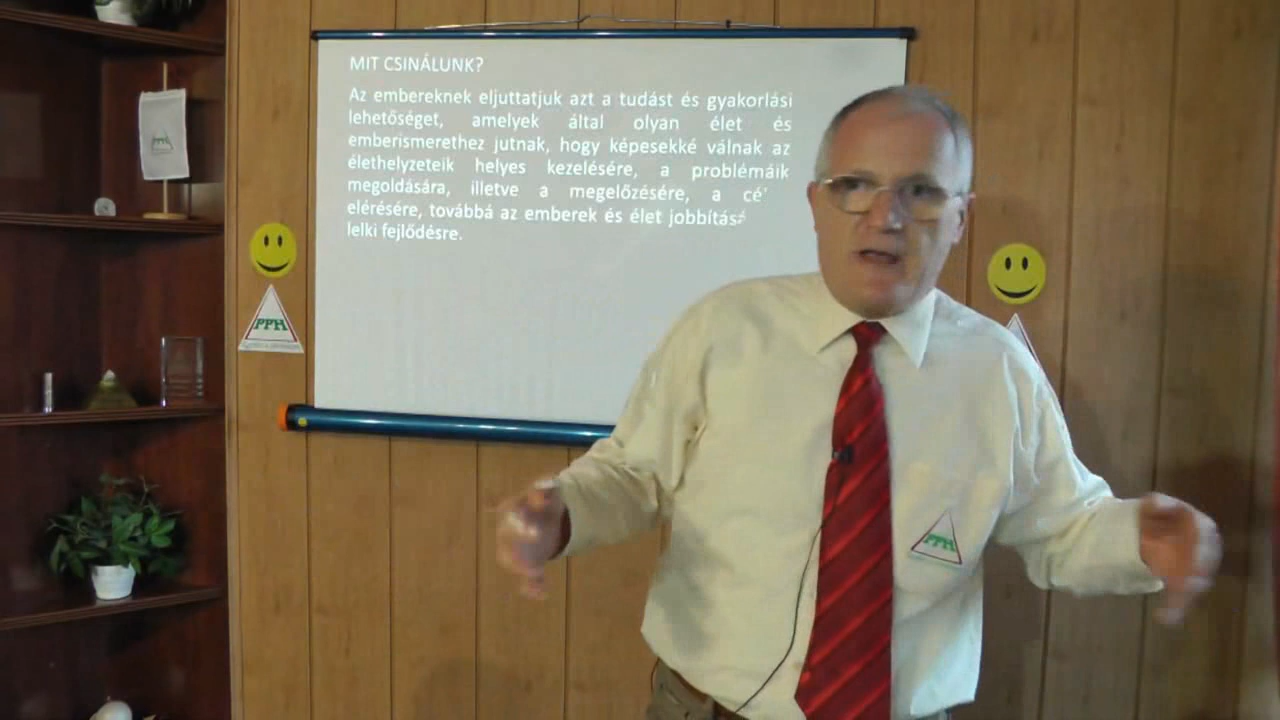 MIT CSINÁLUNK?
Az embereknek eljuttatjuk azt a tudást és gyakorlási
lehetőséget, amelyek által olyan élet és
emberismerethez jutnak, hogy képesekké válnak az
élethelyzeteik helyes kezelésére, a problémáik
megoldására, illetve a megelőzésére, a
elérésére, továbbá az emberek és élet
lelki fejlődésre.
PPH
PPH